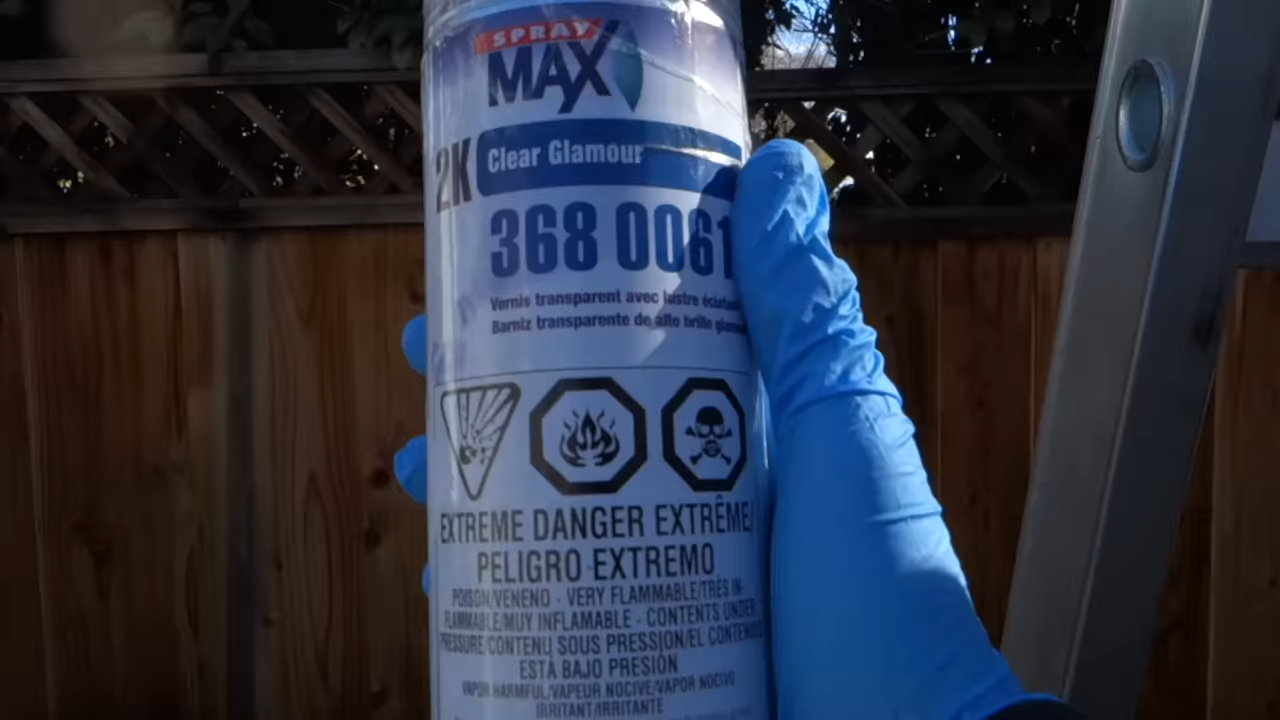 SPRAY
MAX
2K
Clear Glamour
368 0061
Vernis transparent avec lustre
Barniz transparente de alto brillo
EXTREME DANGER EXTRÊME/
PELIGRO EXTREMO
POISON/VENENO - VERY FLAMMABLE/TRÈS IN-
FLAMMABLE/MUY INFLAMABLE - CONTENTS UNDER
PRESSURE/CONTENU SOUS PRESSION/EL CONTENIDO
ESTÁ BAJO PRESIÓN
VAPOR HARMFUL/VAPEUR NOCIVE/VAPOR NOCIVO
IRRITANT/IRRITANTE